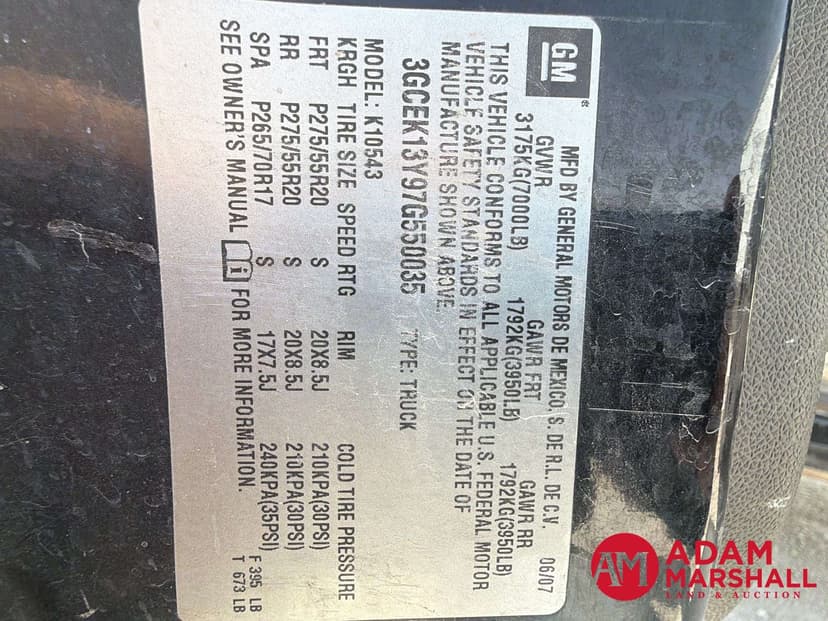 GM
MFD BY GENERAL MOTORS DE MEXICO, S. DE R.L. DE C.V. 06/07
GVWR GAWR FRT GAWR RR
3175KG(7000LB) 1792KG(3950LB) 1792KG(3950LB)
THIS VEHICLE CONFORMS TO ALL APPLICABLE U.S. FEDERAL MOTOR
VEHICLE SAFETY STANDARDS IN EFFECT ON THE DATE OF
MANUFACTURE SHOWN ABOVE.
3GCEK13Y97G550035 TYPE: TRUCK
MODEL: K10543
KRGH TIRE SIZE SPEED RTG RIM COLD TIRE PRESSURE
FRT P275/55R20 S 20X8.5J 210KPA(30PSI)
RR P275/55R20 S 20X8.5J 210KPA(30PSI)
SPA P265/70R17 S 17X7.5J 240KPA(35PSI)
SEE OWNER'S MANUAL FOR MORE INFORMATION.
F 395 LB
T 673 LB
AM ADAM
MARSHALL
LAND & AUCTION